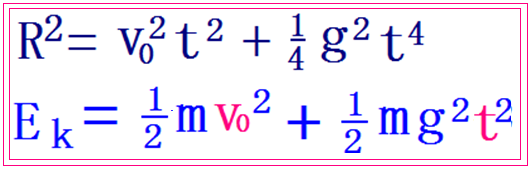 R²= v₀²t² + ¼g²t⁴
Eₖ= ½mv₀² + ½mg²t²